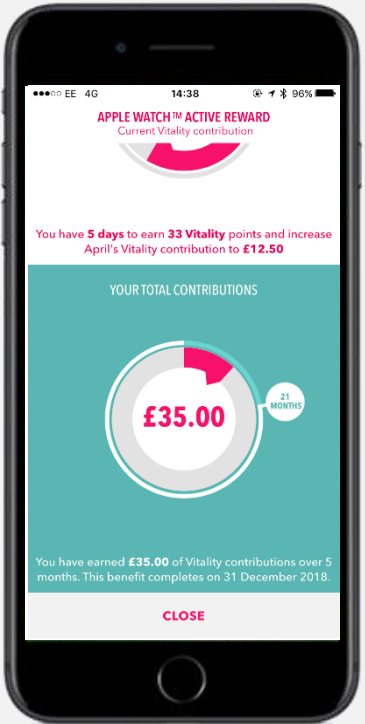 EE 4G 14:38 96%
APPLE WATCH™ ACTIVE REWARD
Current Vitality contribution
You have 5 days to earn 33 Vitality points and increase
April's Vitality contribution to £12.50
YOUR TOTAL CONTRIBUTIONS
£35.00
21
MONTHS
You have earned £35.00 of Vitality contributions over 5
months. This benefit completes on 31 December 2018.
CLOSE